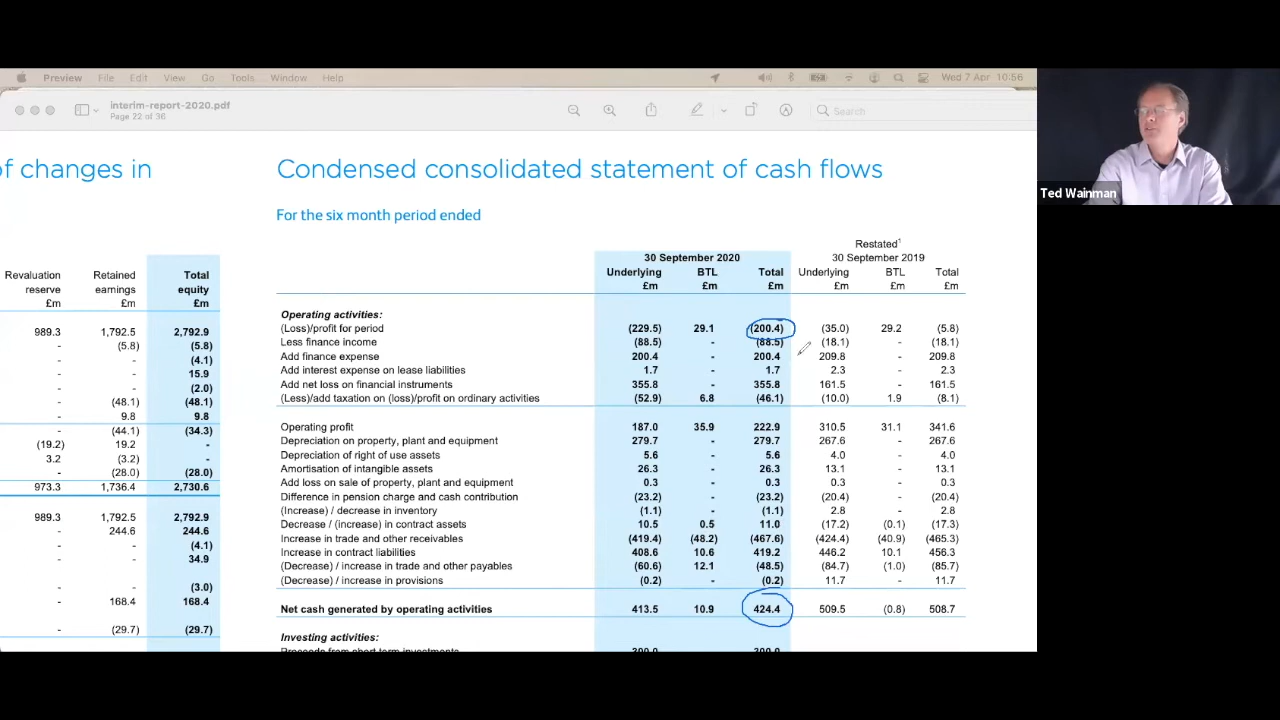 Preview File Edit View Go Tools Window Help Wed 7 Apr 10:56
interim-report-2020.pdf
Page 22 of 36
Search
Ted Wainman
of changes in
Condensed consolidated statement of cash flows
For the six month period ended
Revaluation Retained Total
reserve earnings equity
£m £m £m
989.3 1,792.5 2,792.9
- (5.8) (5.8)
- - (4.1)
- - 15.9
- - (2.0)
- (48.1) (48.1)
- 9.8 9.8
- (44.1) (34.3)
(19.2) 19.2 -
3.2 (3.2) -
- (28.0) (28.0)
973.3 1,736.4 2,730.6
989.3 1,792.5 2,792.9
- 244.6 244.6
- - (4.1)
- - 34.9
- - (3.0)
- 168.4 168.4
- (29.7) (29.7)
Restated1
30 September 2020 30 September 2019
Underlying BTL Total Underlying BTL Total
£m £m £m £m £m £m
Operating activities:
(Loss)/profit for period (229.5) 29.1 (200.4) (35.0) 29.2 (5.8)
Less finance income (88.5) - (88.5) (18.1) - (18.1)
Add finance expense 200.4 - 200.4 209.8 - 209.8
Add interest expense on lease liabilities 1.7 - 1.7 2.3 - 2.3
Add net loss on financial instruments 355.8 - 355.8 161.5 - 161.5
(Less)/add taxation on (loss)/profit on ordinary activities (52.9) 6.8 (46.1) (10.0) 1.9 (8.1)
Operating profit 187.0 35.9 222.9 310.5 31.1 341.6
Depreciation on property, plant and equipment 279.7 - 279.7 267.6 - 267.6
Depreciation of right of use assets 5.6 - 5.6 4.0 - 4.0
Amortisation of intangible assets 26.3 - 26.3 13.1 - 13.1
Add loss on sale of property, plant and equipment 0.3 - 0.3 0.3 - 0.3
Difference in pension charge and cash contribution (23.2) - (23.2) (20.4) - (20.4)
(Increase) / decrease in inventory (1.1) - (1.1) 2.8 - 2.8
Decrease / (increase) in contract assets 10.5 0.5 11.0 (17.2) (0.1) (17.3)
Increase in trade and other receivables (419.4) (48.2) (467.6) (424.4) (40.9) (465.3)
Increase in contract liabilities 408.6 10.6 419.2 446.2 10.1 456.3
(Decrease) / increase in trade and other payables (60.6) 12.1 (48.5) (84.7) (1.0) (85.7)
(Decrease) / increase in provisions (0.2) - (0.2) 11.7 - 11.7
Net cash generated by operating activities 413.5 10.9 424.4 509.5 (0.8) 508.7
Investing activities:
Proceeds from short term investments 300.0 - 300.0